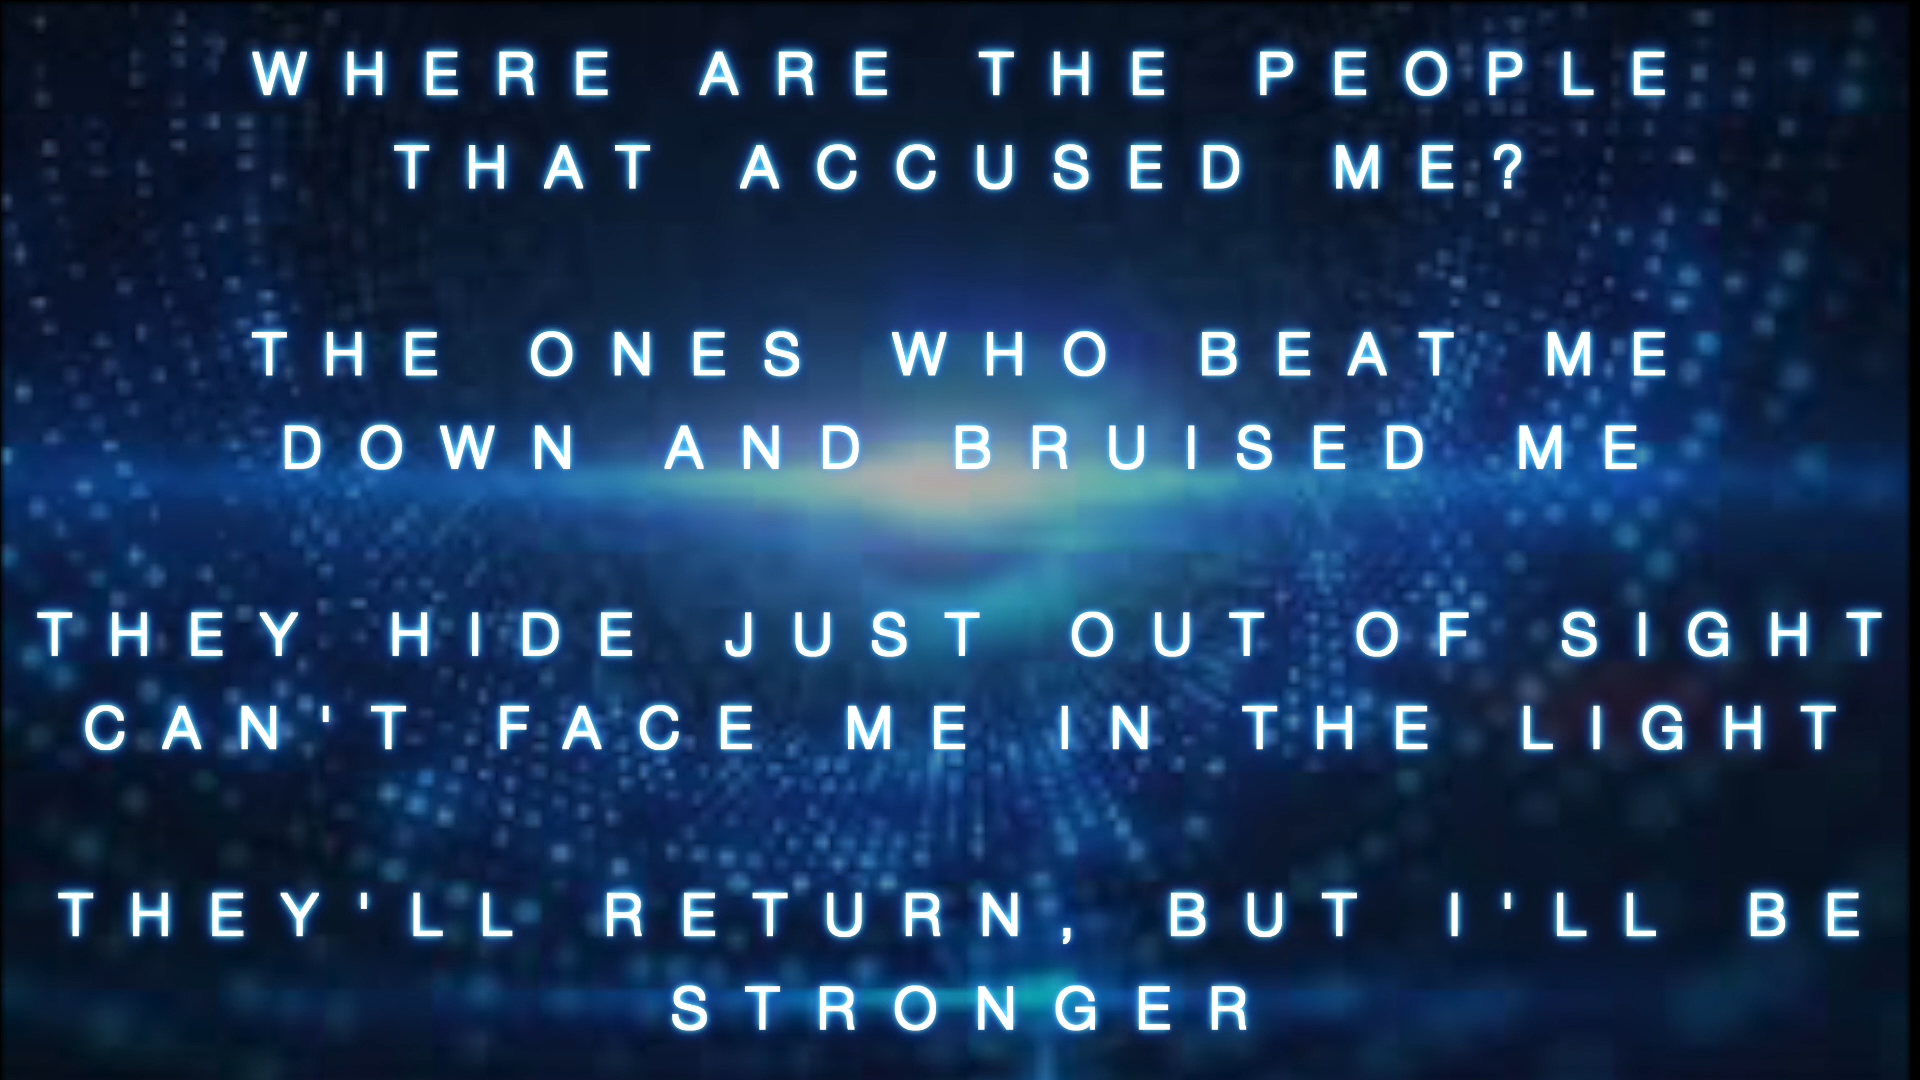 WHERE ARE THE PEOPLE
THAT ACCUSED ME?
THE ONES WHO BEAT ME
DOWN AND BRUISED ME
THEY HIDE JUST OUT OF SIGHT
CAN'T FACE ME IN THE LIGHT
THEY'LL RETURN, BUT I'LL BE
STRONGER